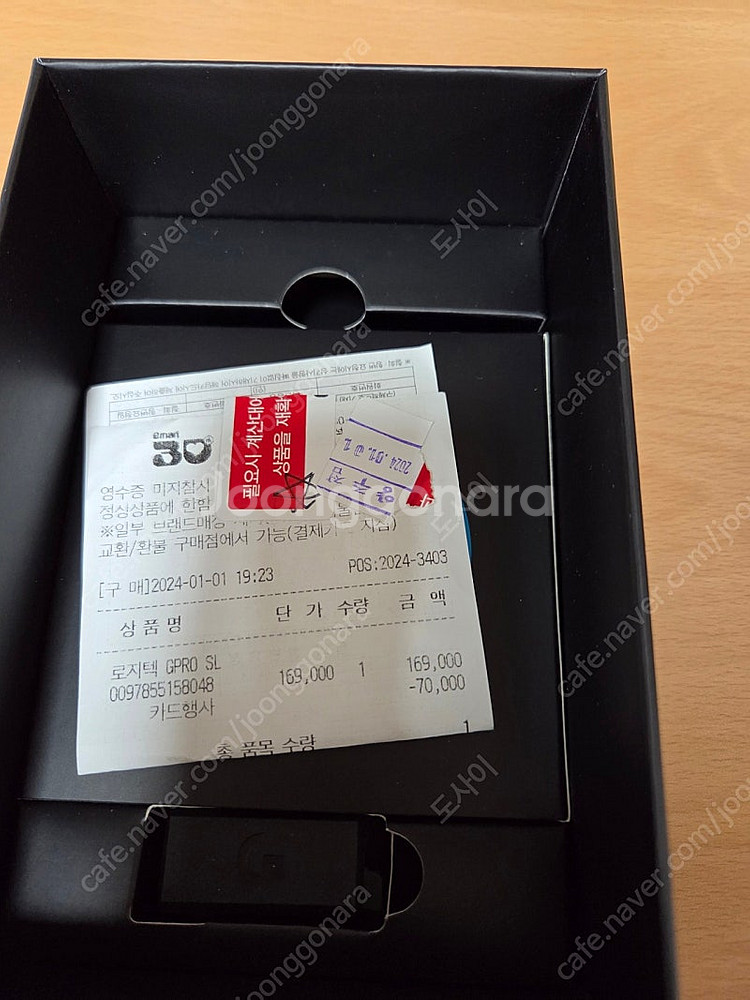 emart
30
필요시 계산대에
상품을 재확
2024.01.01
영수증 미지참시
정상상품에 한함
※일부 브랜드매장
교환/환불 구매점에서 가능(결제카 지참)
[구 매]2024-01-01 19:23 POS:2024-3403
상 품 명 단 가 수량 금 액
로지텍 GPRO SL 169,000 1 169,000
0097855158048 -70,000
카드행사
총 품목 수량 1
joonggonara
도사이
cafe.naver.com/joonggonara